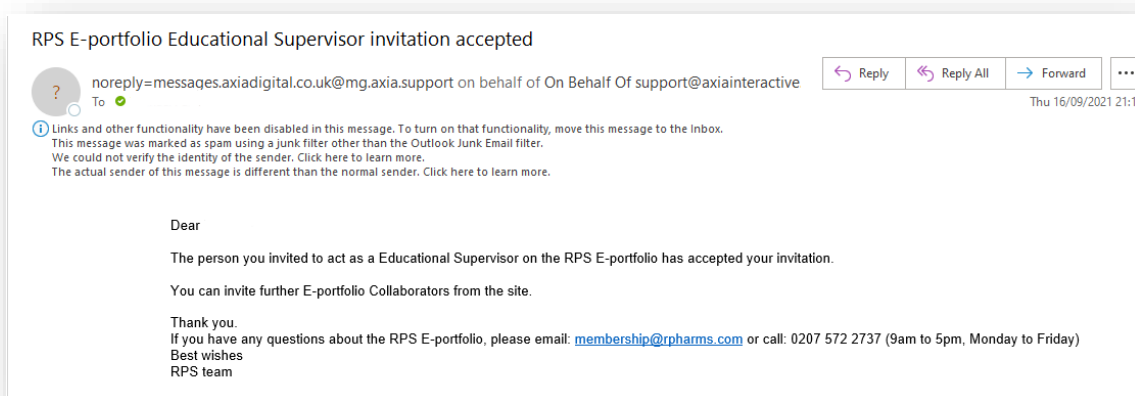 RPS E-portfolio Educational Supervisor invitation accepted
?
noreply=messages.axiadigital.co.uk@mg.axia.support on behalf of On Behalf Of support@axiainteractive
To
Reply
Reply All
Forward
...
Thu 16/09/2021 21:1
Links and other functionality have been disabled in this message. To turn on that functionality, move this message to the Inbox.
This message was marked as spam using a junk filter other than the Outlook Junk Email filter.
We could not verify the identity of the sender. Click here to learn more.
The actual sender of this message is different than the normal sender. Click here to learn more.
Dear
The person you invited to act as a Educational Supervisor on the RPS E-portfolio has accepted your invitation.
You can invite further E-portfolio Collaborators from the site.
Thank you.
If you have any questions about the RPS E-portfolio, please email: membership@rpharms.com or call: 0207 572 2737 (9am to 5pm, Monday to Friday)
Best wishes
RPS team